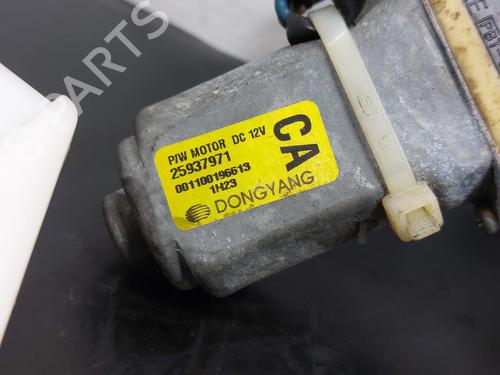 P/W MOTOR DC 12V
25937971
001100196613
1H23
DONGYANG
CA